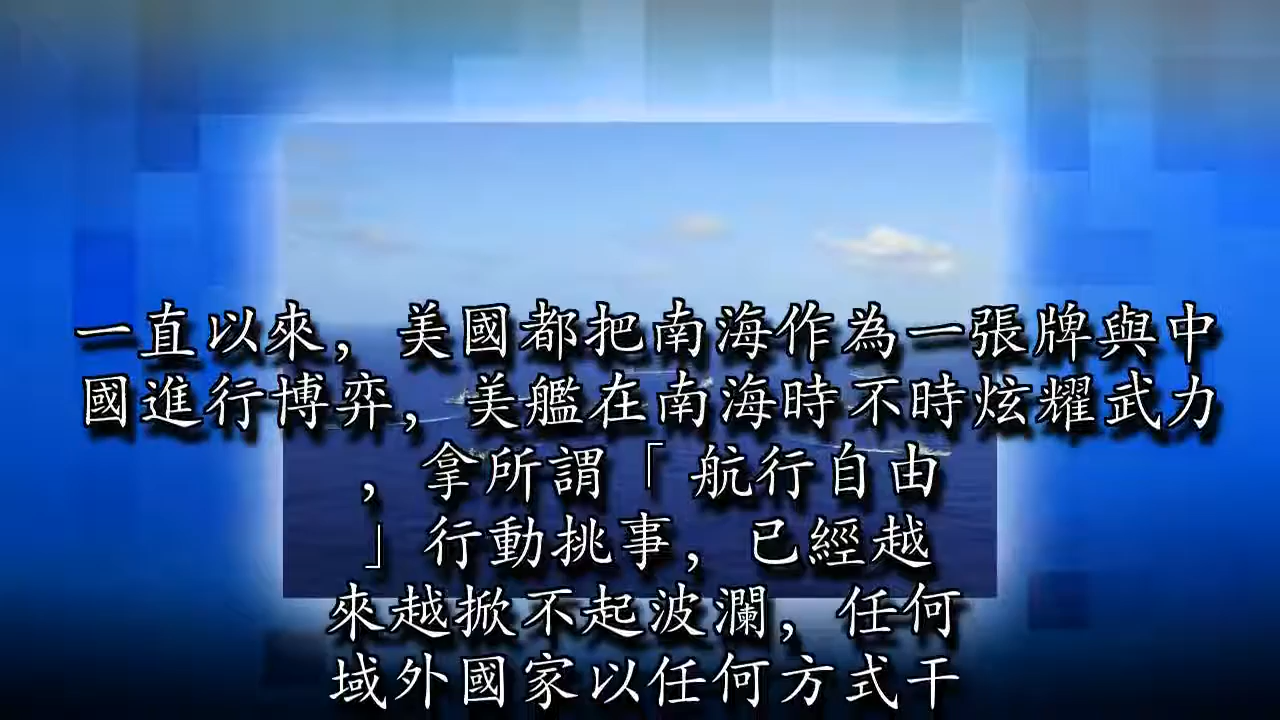 一直以來，美國都把南海作為一張牌與中
國進行博弈，美艦在南海時不時炫耀武力
，拿所謂「航行自由
」行動挑事，已經越
來越掀不起波瀾，任何
域外國家以任何方式干